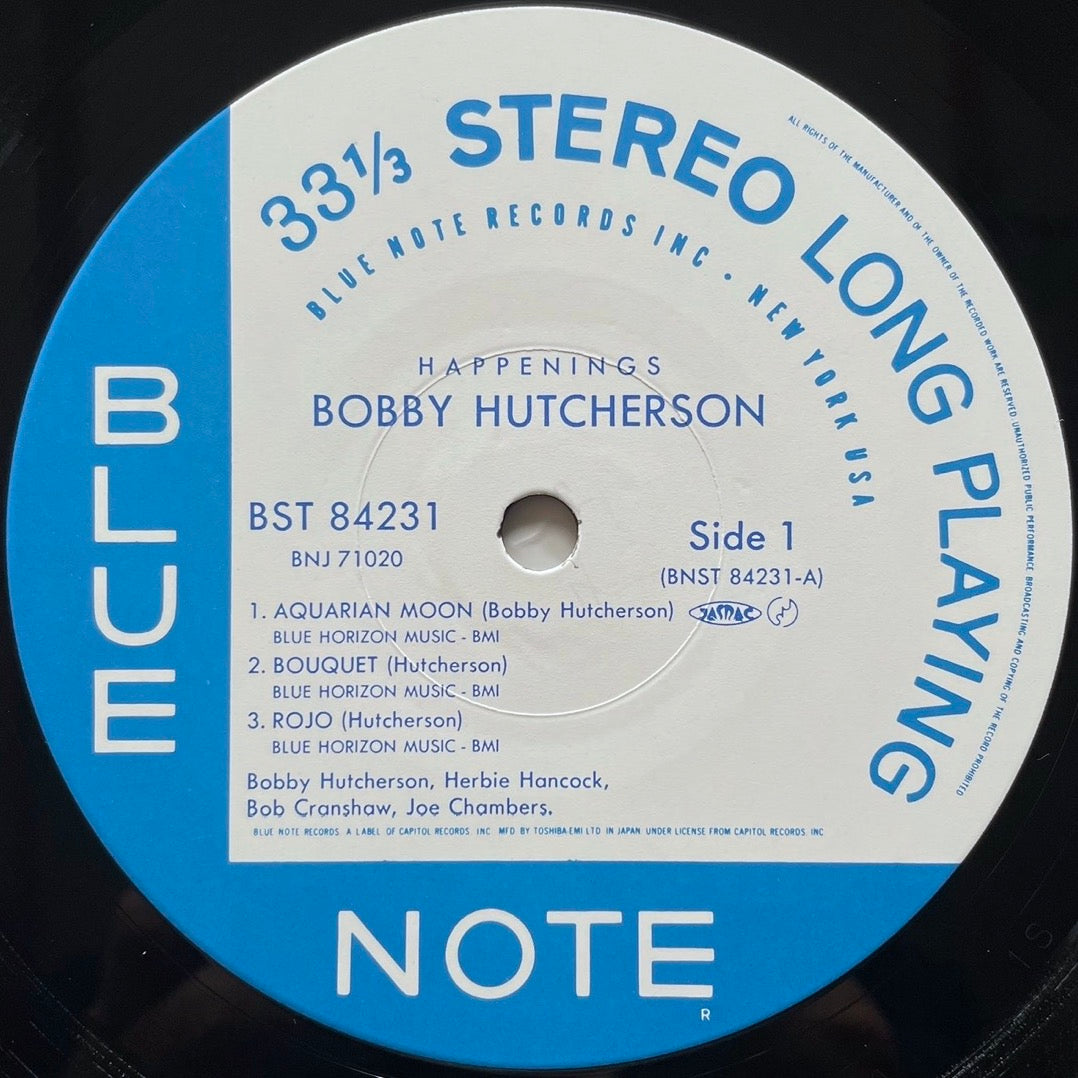 33 1/3 STEREO LONG PLAYING
BLUE NOTE RECORDS INC • NEW YORK USA
ALL RIGHTS OF THE MANUFACTURER AND OF THE OWNER OF THE RECORDED WORK ARE RESERVED. UNAUTHORIZED PUBLIC PERFORMANCE BROADCASTING AND COPYING OF THE RECORD PROHIBITED
HAPPENINGS
BOBBY HUTCHERSON
BST 84231
BNJ 71020
Side 1
(BNST 84231-A)
1. AQUARIAN MOON (Bobby Hutcherson) JASRAC
BLUE HORIZON MUSIC - BMI
2. BOUQUET (Hutcherson)
BLUE HORIZON MUSIC - BMI
3. ROJO (Hutcherson)
BLUE HORIZON MUSIC - BMI
Bobby Hutcherson, Herbie Hancock,
Bob Cranshaw, Joe Chambers.
BLUE NOTE RECORDS. A LABEL OF CAPITOL RECORDS, INC. MFD BY TOSHIBA-EMI LTD. IN JAPAN. UNDER LICENSE FROM CAPITOL RECORDS. INC
BLUE
NOTE
R